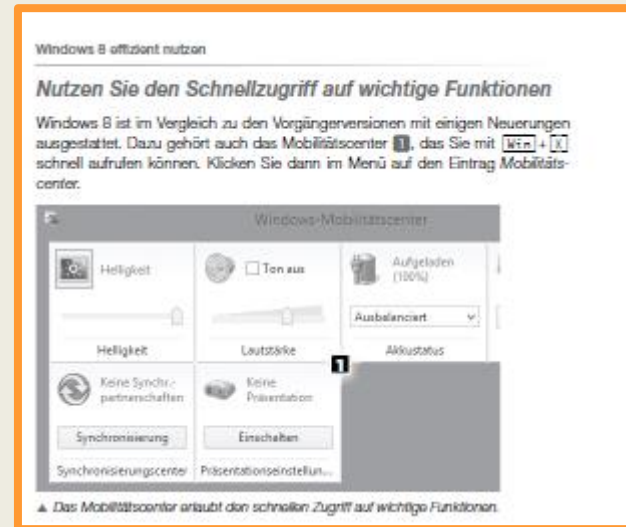 Windows 8 effizient nutzen
Nutzen Sie den Schnellzugriff auf wichtige Funktionen
Windows 8 ist im Vergleich zu den Vorgängerversionen mit einigen Neuerungen
ausgestattet. Dazu gehört auch das Mobilitätscenter 1, das Sie mit Win + X
schnell aufrufen können. Klicken Sie dann im Menü auf den Eintrag Mobilitäts-
center.
Windows-Mobilitätscenter
Helligkeit
Ton aus
Aufgeladen
(100%)
Ausbalanciert
Helligkeit
Lautstärke
Akkustatus
1
Keine Synchr.-
partnerschaften
Keine
Präsentation
Synchronisierung
Einschalten
Synchronisierungscenter
Präsentationseinstellun...
▲ Das Mobilitätscenter erlaubt den schnellen Zugriff auf wichtige Funktionen.